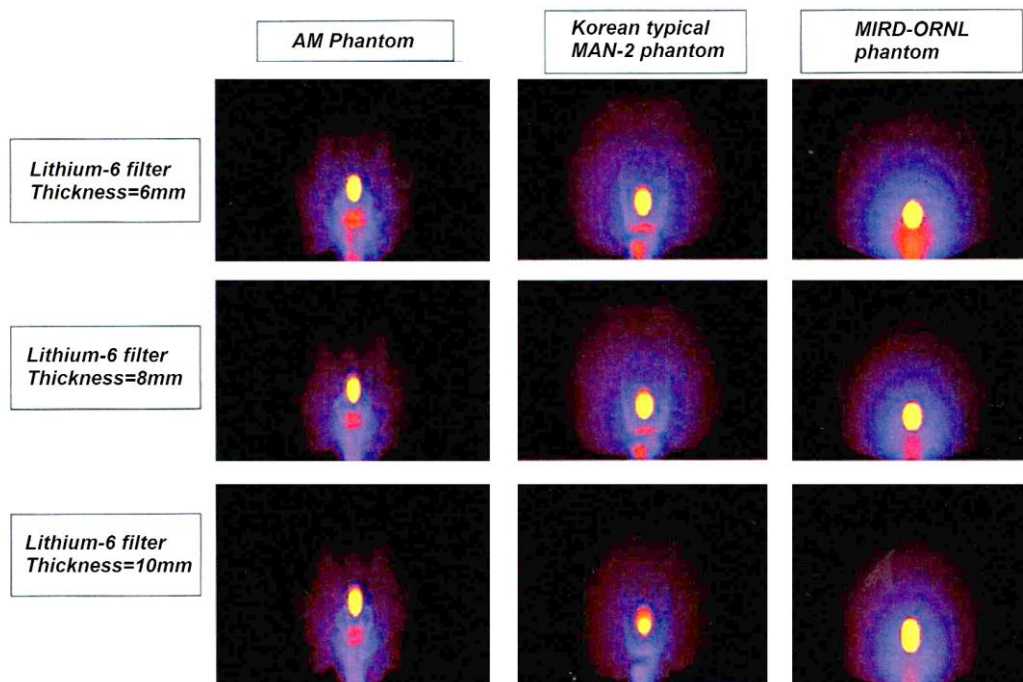 AM Phantom
Korean typical
MAN-2 phantom
MIRD-ORNL
phantom
Lithium-6 filter
Thickness=6mm
Lithium-6 filter
Thickness=8mm
Lithium-6 filter
Thickness=10mm